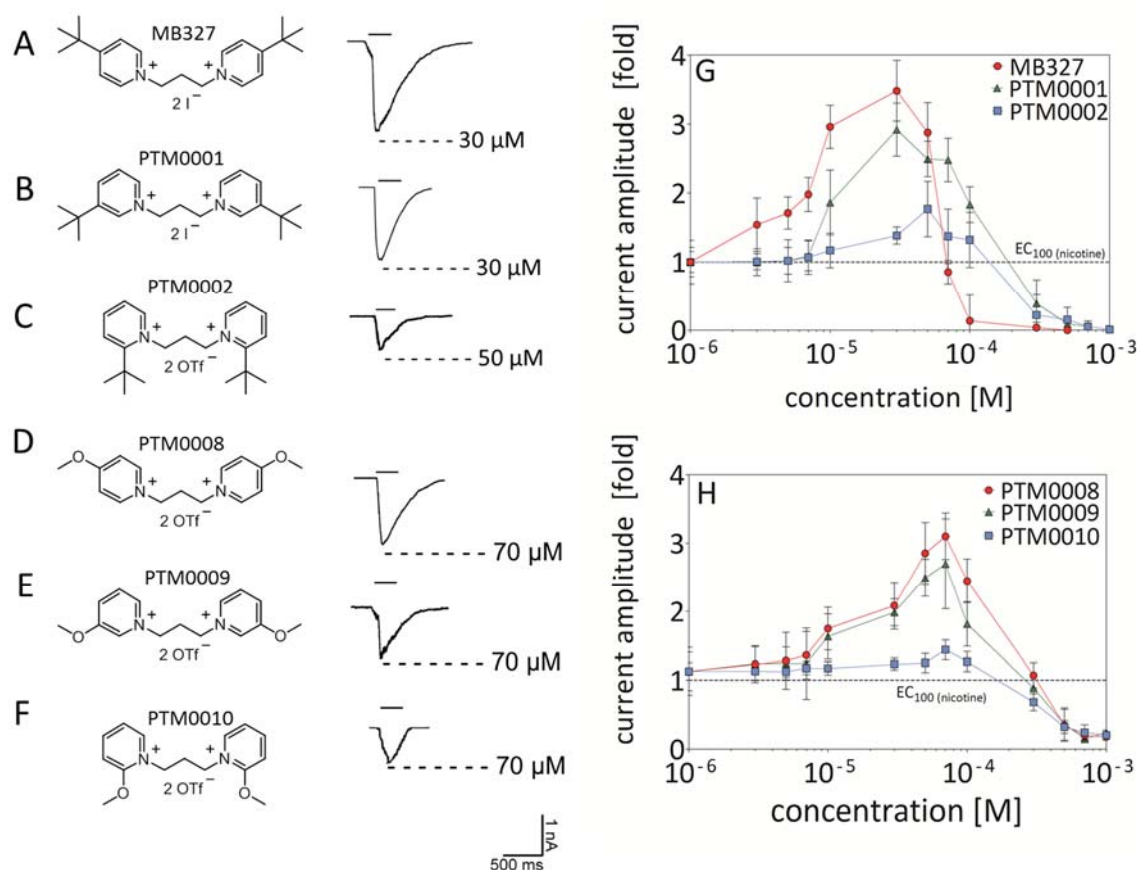 A
MB327
N
+
+
N
2 I⁻
30 µM
B
PTM0001
N
+
+
N
2 I⁻
30 µM
C
PTM0002
N
+
+
N
2 OTf⁻
50 µM
D
PTM0008
O
N
+
+
N
O
2 OTf⁻
70 µM
E
PTM0009
O
N
+
+
N
O
2 OTf⁻
70 µM
F
PTM0010
N
+
+
N
O
2 OTf⁻
O
70 µM
1 nA
500 ms
G
current amplitude [fold]
4
3
2
1
0
MB327
PTM0001
PTM0002
EC100 (nicotine)
10⁻⁶
10⁻⁵
10⁻⁴
10⁻³
concentration [M]
H
current amplitude [fold]
4
3
2
1
0
PTM0008
PTM0009
PTM0010
EC100 (nicotine)
10⁻⁶
10⁻⁵
10⁻⁴
10⁻³
concentration [M]